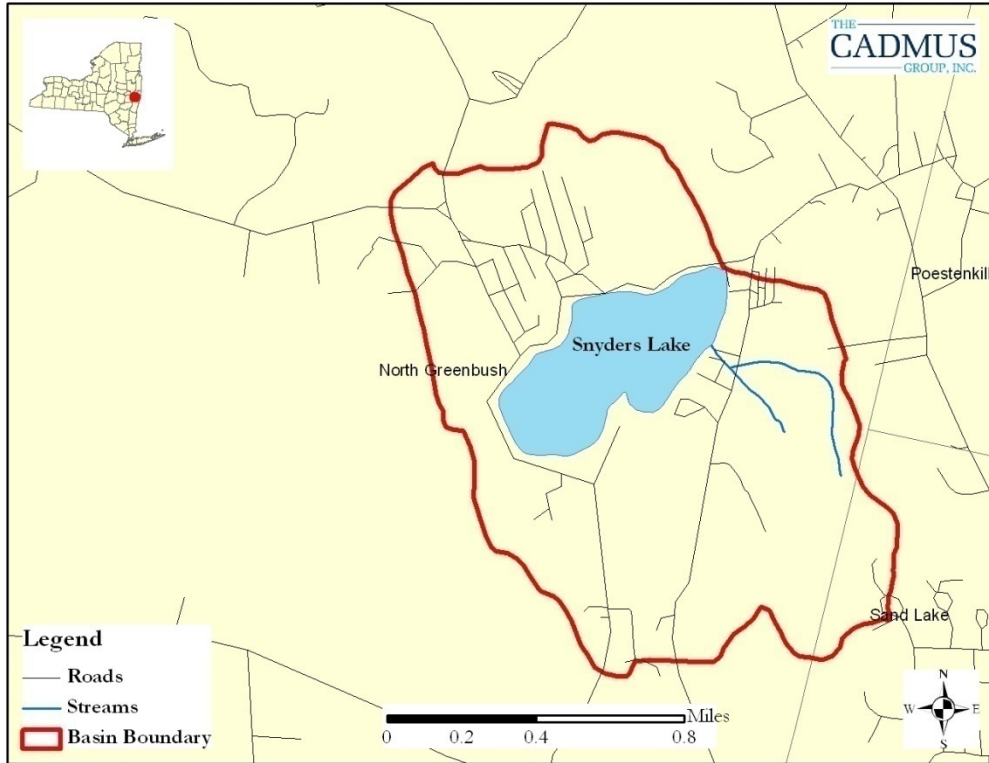 THE
CADMUS
GROUP, INC.
Poestenkill
Snyders Lake
North Greenbush
Sand Lake
Legend
Roads
Streams
Basin Boundary
Miles
0 0.2 0.4 0.8
N
W E
S